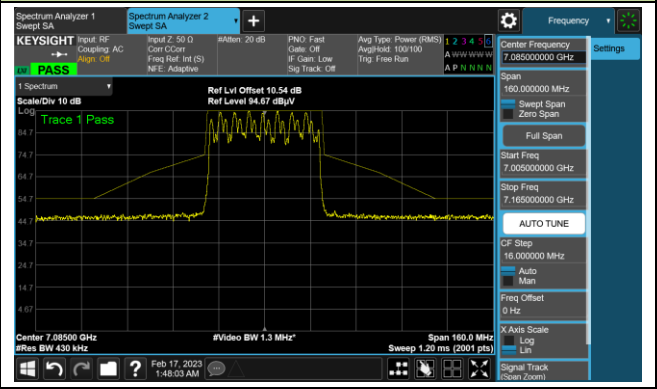 Spectrum Analyzer 1
Swept SA
Spectrum Analyzer 2
Swept SA
+
Frequency
KEYSIGHT
Input: RF
Coupling: AC
Align: Off
Input Z: 50 Ω
Corr CCorr
Freq Ref: Int (S)
NFE: Adaptive
#Atten: 20 dB
PNO: Fast
Gate: Off
IF Gain: Low
Sig Track: Off
Avg Type: Power (RMS)
Avg|Hold: 100/100
Trig: Free Run
1 2 3 4 5 6
A W W W W W
A P N N N N
LW PASS
1 Spectrum
Scale/Div 10 dB
Ref Lvl Offset 10.54 dB
Ref Level 94.67 dBµV
Log
Trace 1 Pass
84.7
74.7
64.7
54.7
44.7
34.7
24.7
14.7
4.67
Center 7.08500 GHz
#Res BW 430 kHz
#Video BW 1.3 MHz*
Span 160.0 MHz
Sweep 1.20 ms (2001 pts)
Center Frequency
7.085000000 GHz
Settings
Span
160.000000 MHz
Swept Span
Zero Span
Full Span
Start Freq
7.005000000 GHz
Stop Freq
7.165000000 GHz
AUTO TUNE
CF Step
16.000000 MHz
Auto
Man
Freq Offset
0 Hz
X Axis Scale
Log
Lin
Signal Track
(Span Zoom)
?
Feb 17, 2023
1:48:03 AM